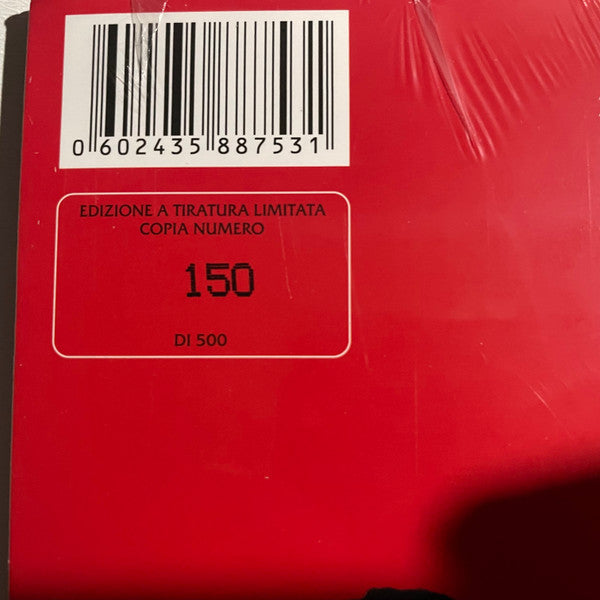 0 602435 887531
EDIZIONE A TIRATURA LIMITATA
COPIA NUMERO
150
DI 500